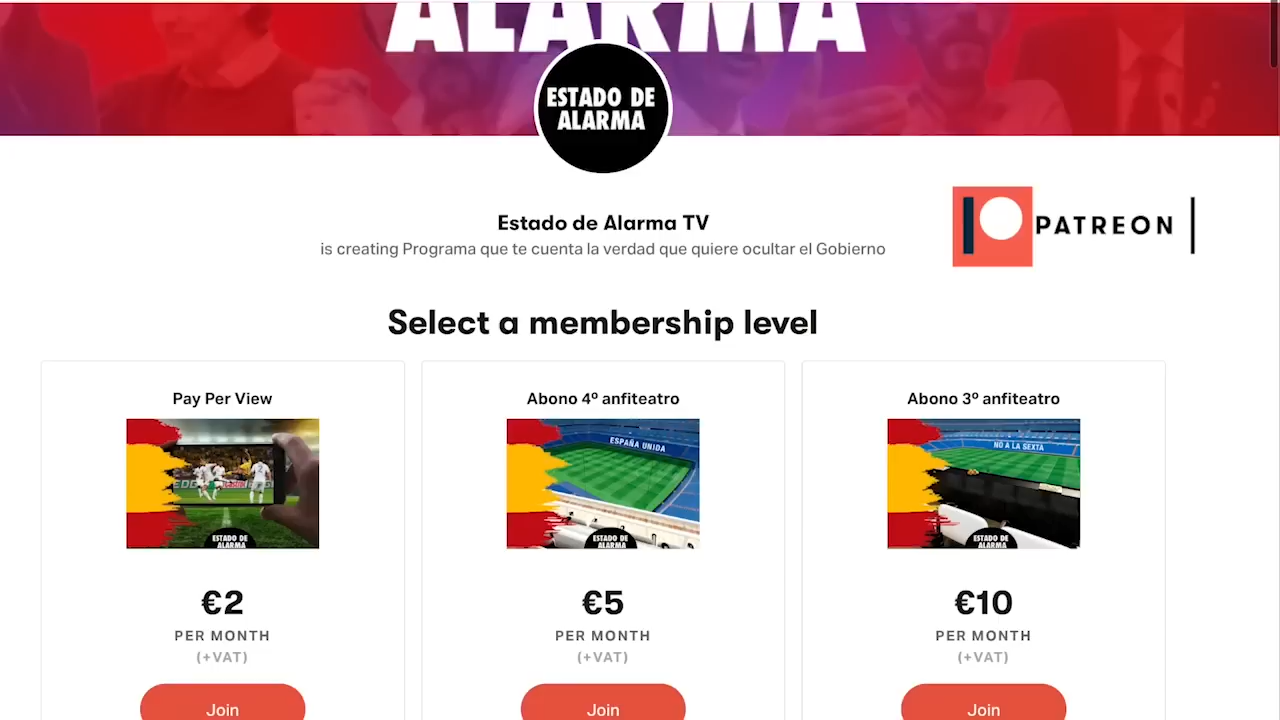 ALARMA
ESTADO DE
ALARMA
Estado de Alarma TV
is creating Programa que te cuenta la verdad que quiere ocultar el Gobierno
PATREON
Select a membership level
Pay Per View
Abono 4º anfiteatro
Abono 3º anfiteatro
ESPAÑA UNIDA
NO A LA SEXTA
ESTADO DE
ALARMA
ESTADO DE
ALARMA
ESTADO DE
ALARMA
€2
€5
€10
PER MONTH
PER MONTH
PER MONTH
(+VAT)
(+VAT)
(+VAT)
Join
Join
Join